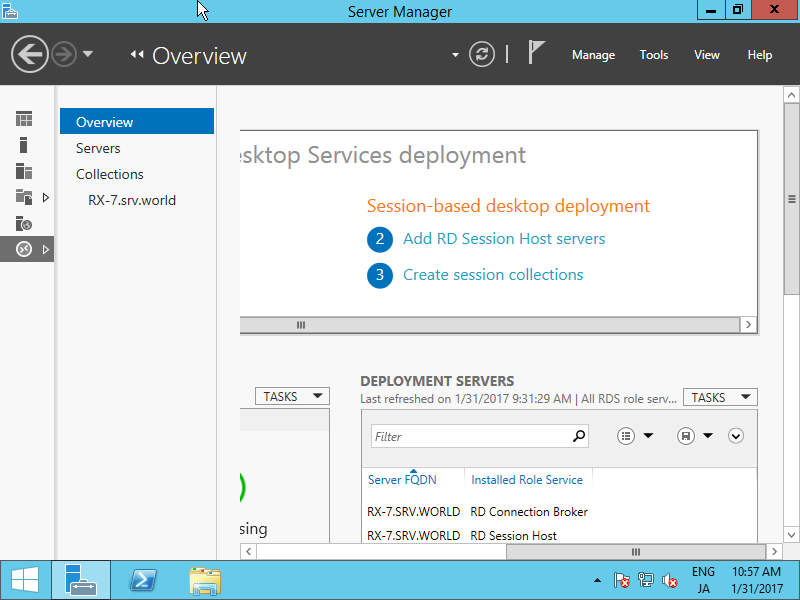 Server Manager
Overview
Manage Tools View Help
Overview
Servers
Collections
RX-7.srv.world
sktop Services deployment
Session-based desktop deployment
2 Add RD Session Host servers
3 Create session collections
TASKS
DEPLOYMENT SERVERS
Last refreshed on 1/31/2017 9:31:29 AM | All RDS role serv...
TASKS
Filter
Server FQDN Installed Role Service
RX-7.SRV.WORLD RD Connection Broker
RX-7.SRV.WORLD RD Session Host
sing
ENG 10:57 AM
JA 1/31/2017